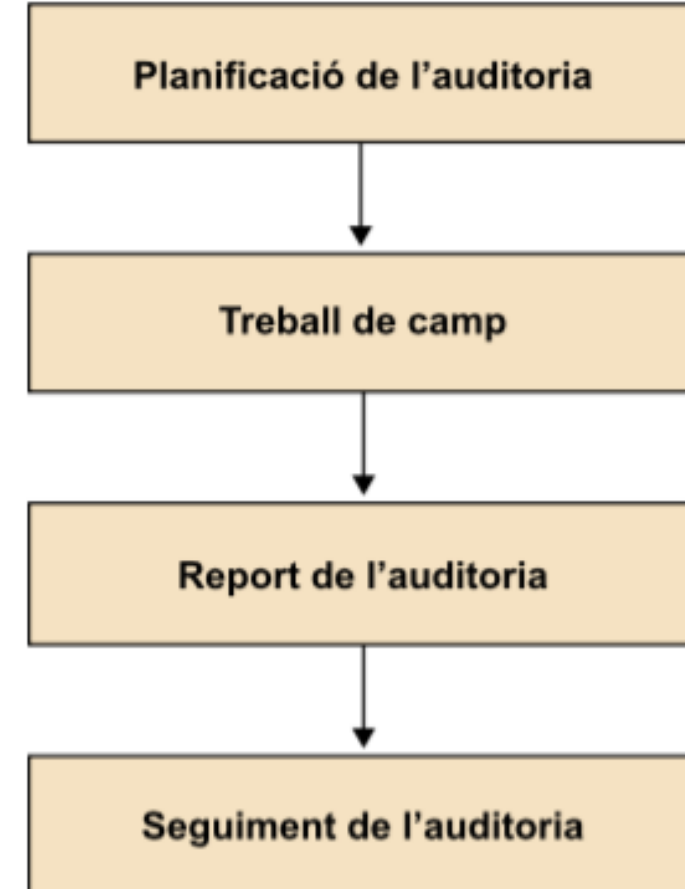 Planificació de l’auditoria
Treball de camp
Report de l’auditoria
Seguiment de l’auditoria